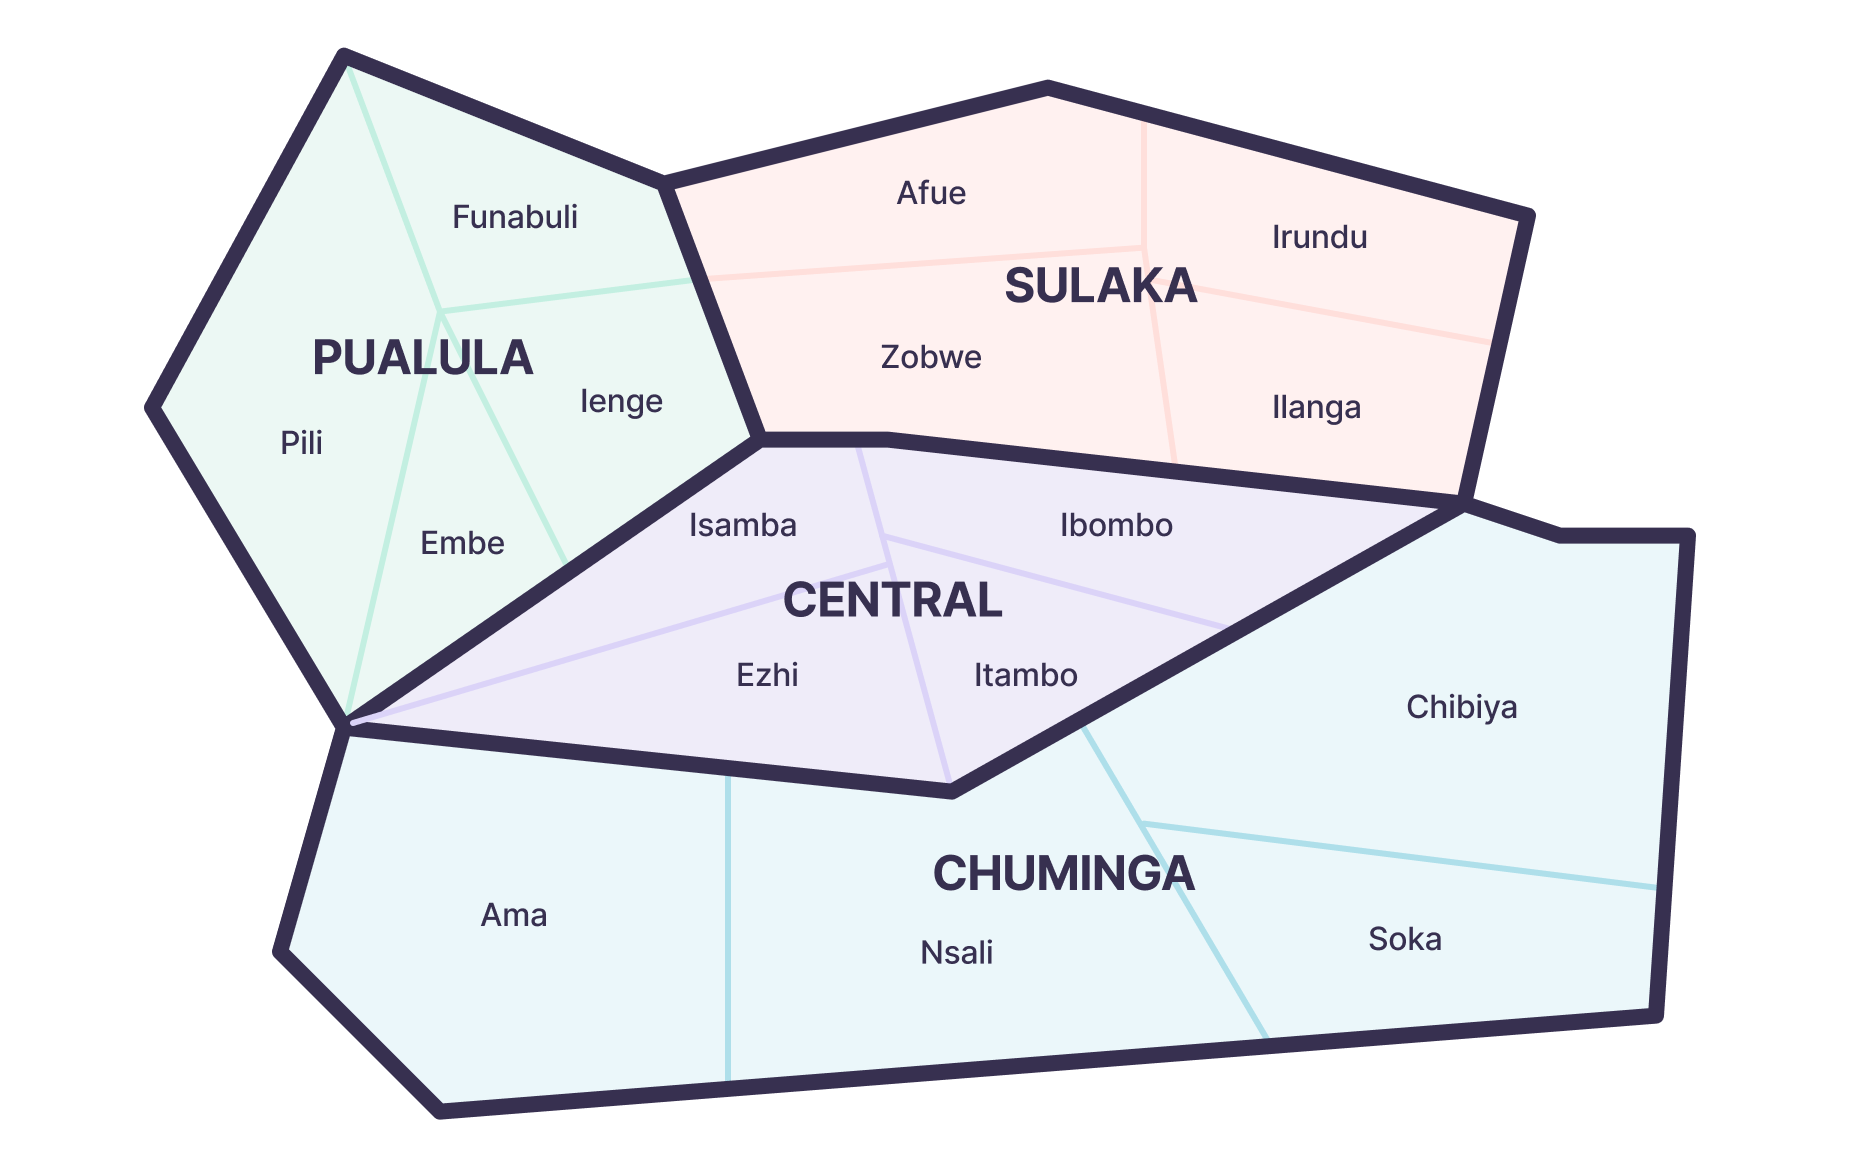 PUALULA
Funabuli
Ienge
Pili
Embe
SULAKA
Afue
Irundu
Zobwe
Ilanga
CENTRAL
Isamba
Ibombo
Ezhi
Itambo
CHUMINGA
Chibiya
Ama
Nsali
Soka